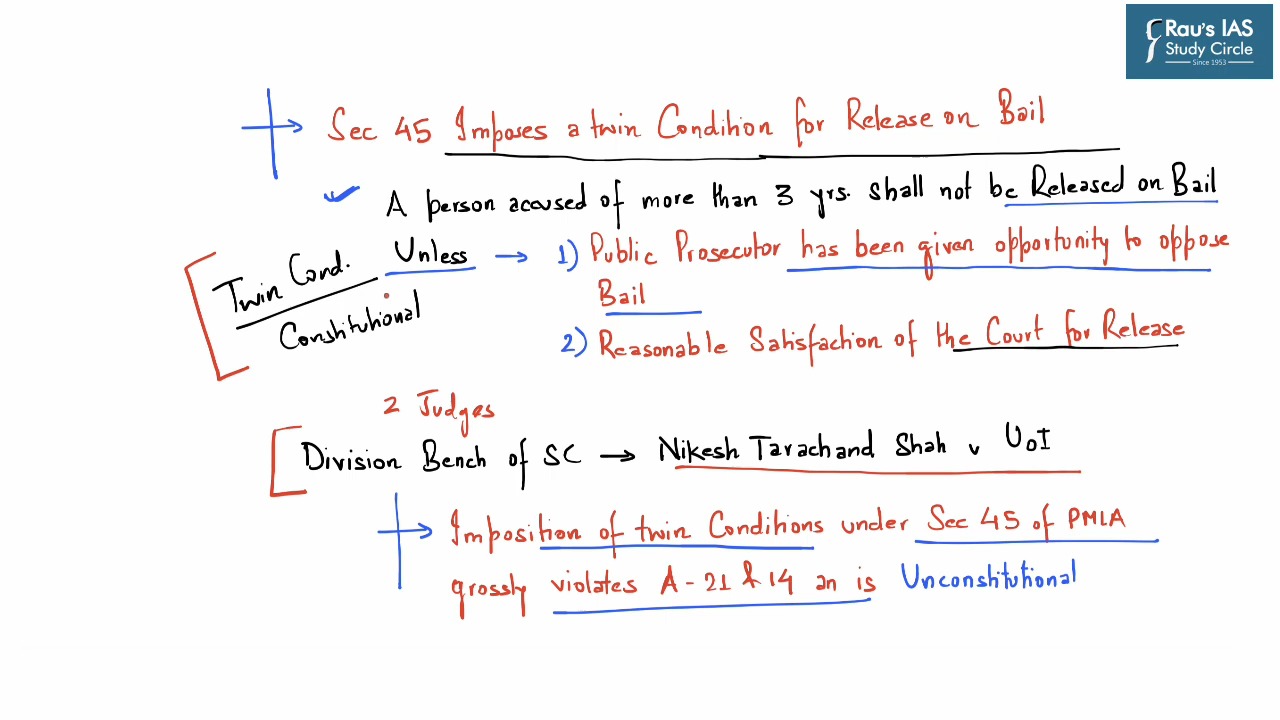 Rau's IAS
Study Circle
Since 1953
Sec 45 Imposes a twin Condition for Release on Bail
A person accused of more than 3 yrs. shall not be Released on Bail
Unless → 1) Public Prosecutor has been given opportunity to oppose
Bail
2) Reasonable Satisfaction of the Court for Release
Twin Cond.
Constitutional
2 Judges
Division Bench of SC → Nikesh Tarachand Shah v UOI
Imposition of twin Conditions under Sec 45 of PMLA
grossly violates A-21 & 14 an is Unconstitutional